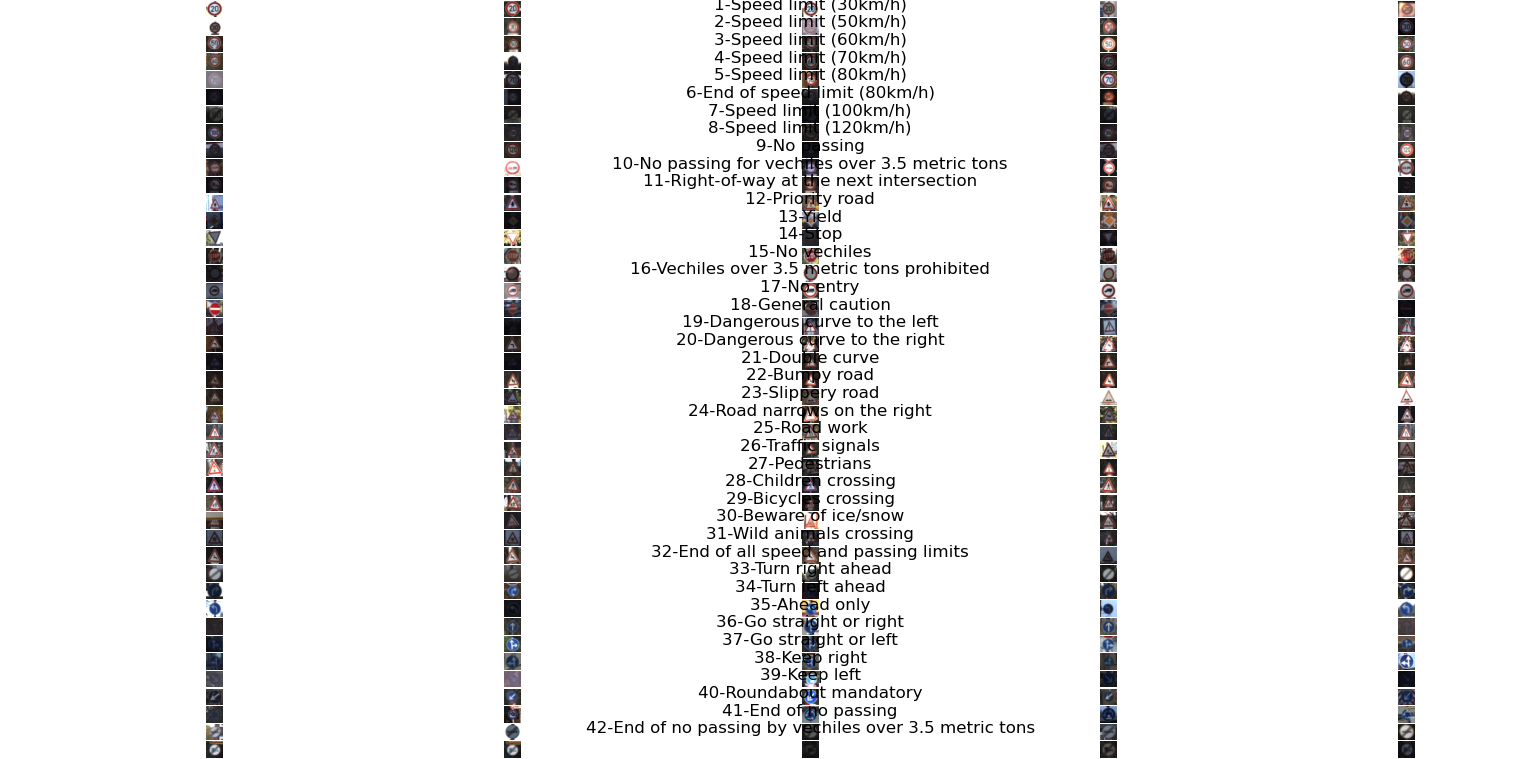 1-Speed limit (30km/h)
2-Speed limit (50km/h)
3-Speed limit (60km/h)
4-Speed limit (70km/h)
5-Speed limit (80km/h)
6-End of speed limit (80km/h)
7-Speed limit (100km/h)
8-Speed limit (120km/h)
9-No passing
10-No passing for vechiles over 3.5 metric tons
11-Right-of-way at the next intersection
12-Priority road
13-Yield
14-Stop
15-No vechiles
16-Vechiles over 3.5 metric tons prohibited
17-No entry
18-General caution
19-Dangerous curve to the left
20-Dangerous curve to the right
21-Double curve
22-Bumpy road
23-Slippery road
24-Road narrows on the right
25-Road work
26-Traffic signals
27-Pedestrians
28-Children crossing
29-Bicycles crossing
30-Beware of ice/snow
31-Wild animals crossing
32-End of all speed and passing limits
33-Turn right ahead
34-Turn left ahead
35-Ahead only
36-Go straight or right
37-Go straight or left
38-Keep right
39-Keep left
40-Roundabout mandatory
41-End of no passing
42-End of no passing by vechiles over 3.5 metric tons